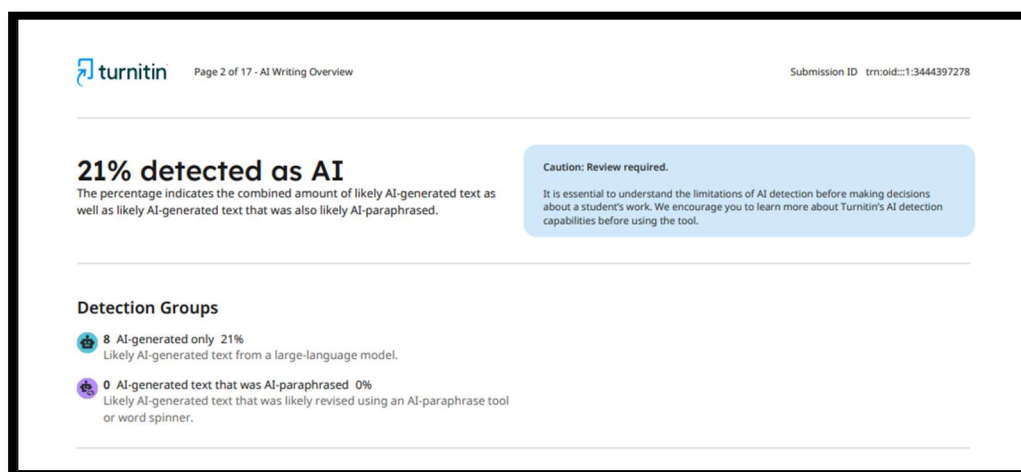 turnitin Page 2 of 17 - AI Writing Overview Submission ID trn:oid:::1:3444397278
21% detected as AI
The percentage indicates the combined amount of likely AI-generated text as
well as likely AI-generated text that was also likely AI-paraphrased.
Caution: Review required.
It is essential to understand the limitations of AI detection before making decisions
about a student's work. We encourage you to learn more about Turnitin's AI detection
capabilities before using the tool.
Detection Groups
8 AI-generated only 21%
Likely AI-generated text from a large-language model.
0 AI-generated text that was AI-paraphrased 0%
Likely AI-generated text that was likely revised using an AI-paraphrase tool
or word spinner.